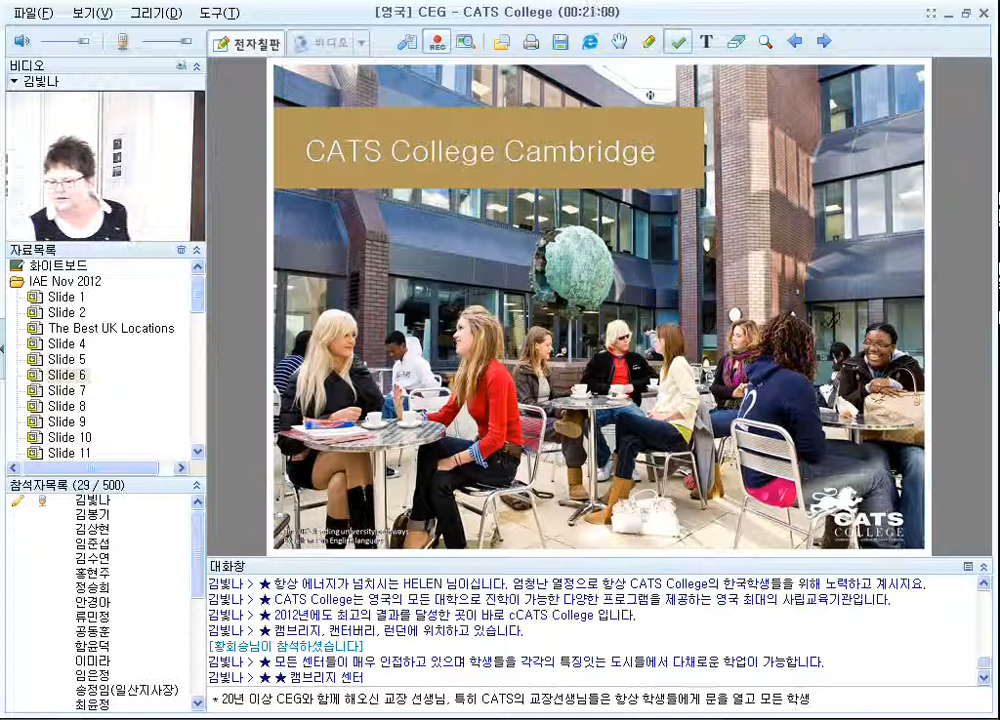 파일(F) 보기(V) 그리기(D) 도구(T)
[영국] CEG - CATS College (00:21:09)
전자칠판
비디오
REC
T
비디오
김빛나
자료목록
화이트보드
IAE Nov 2012
Slide 1
Slide 2
The Best UK Locations
Slide 4
Slide 5
Slide 6
Slide 7
Slide 8
Slide 9
Slide 10
Slide 11
참석자목록 (29 / 500)
김빛나
김봉기
김상현
임준섭
김수연
홍현주
정승희
안경아
류민정
공동훈
함윤덕
이미라
임은정
송정임(일산지사장)
최윤정
CATS College Cambridge
leading university
in English language
CATS
COLLEGE
대화창
김빛나 > ★ 항상 에너지가 넘치시는 HELEN 님이십니다. 엄청난 열정으로 항상 CATS College의 한국학생들을 위해 노력하고 계시지요.
김빛나 > ★ CATS College는 영국의 모든 대학으로 진학이 가능한 다양한 프로그램을 제공하는 영국 최대의 사립교육기관입니다.
김빛나 > ★ 2012년에도 최고의 결과를 달성한 곳이 바로 cCATS College 입니다.
김빛나 > ★ 캠브리지, 캔터버리, 런던에 위치하고 있습니다.
[황희승님이 참석하셨습니다]
김빛나 > ★ 모든 센터들이 매우 인접하고 있으며 학생들을 각각의 특징잇는 도시들에서 다채로운 학업이 가능합니다.
김빛나 > ★ ★ 캠브리지 센터
* 20년 이상 CEG와 함께 해오신 교장 선생님, 특히 CATS의 교장선생님들은 항상 학생들에게 문을 열고 모든 학생